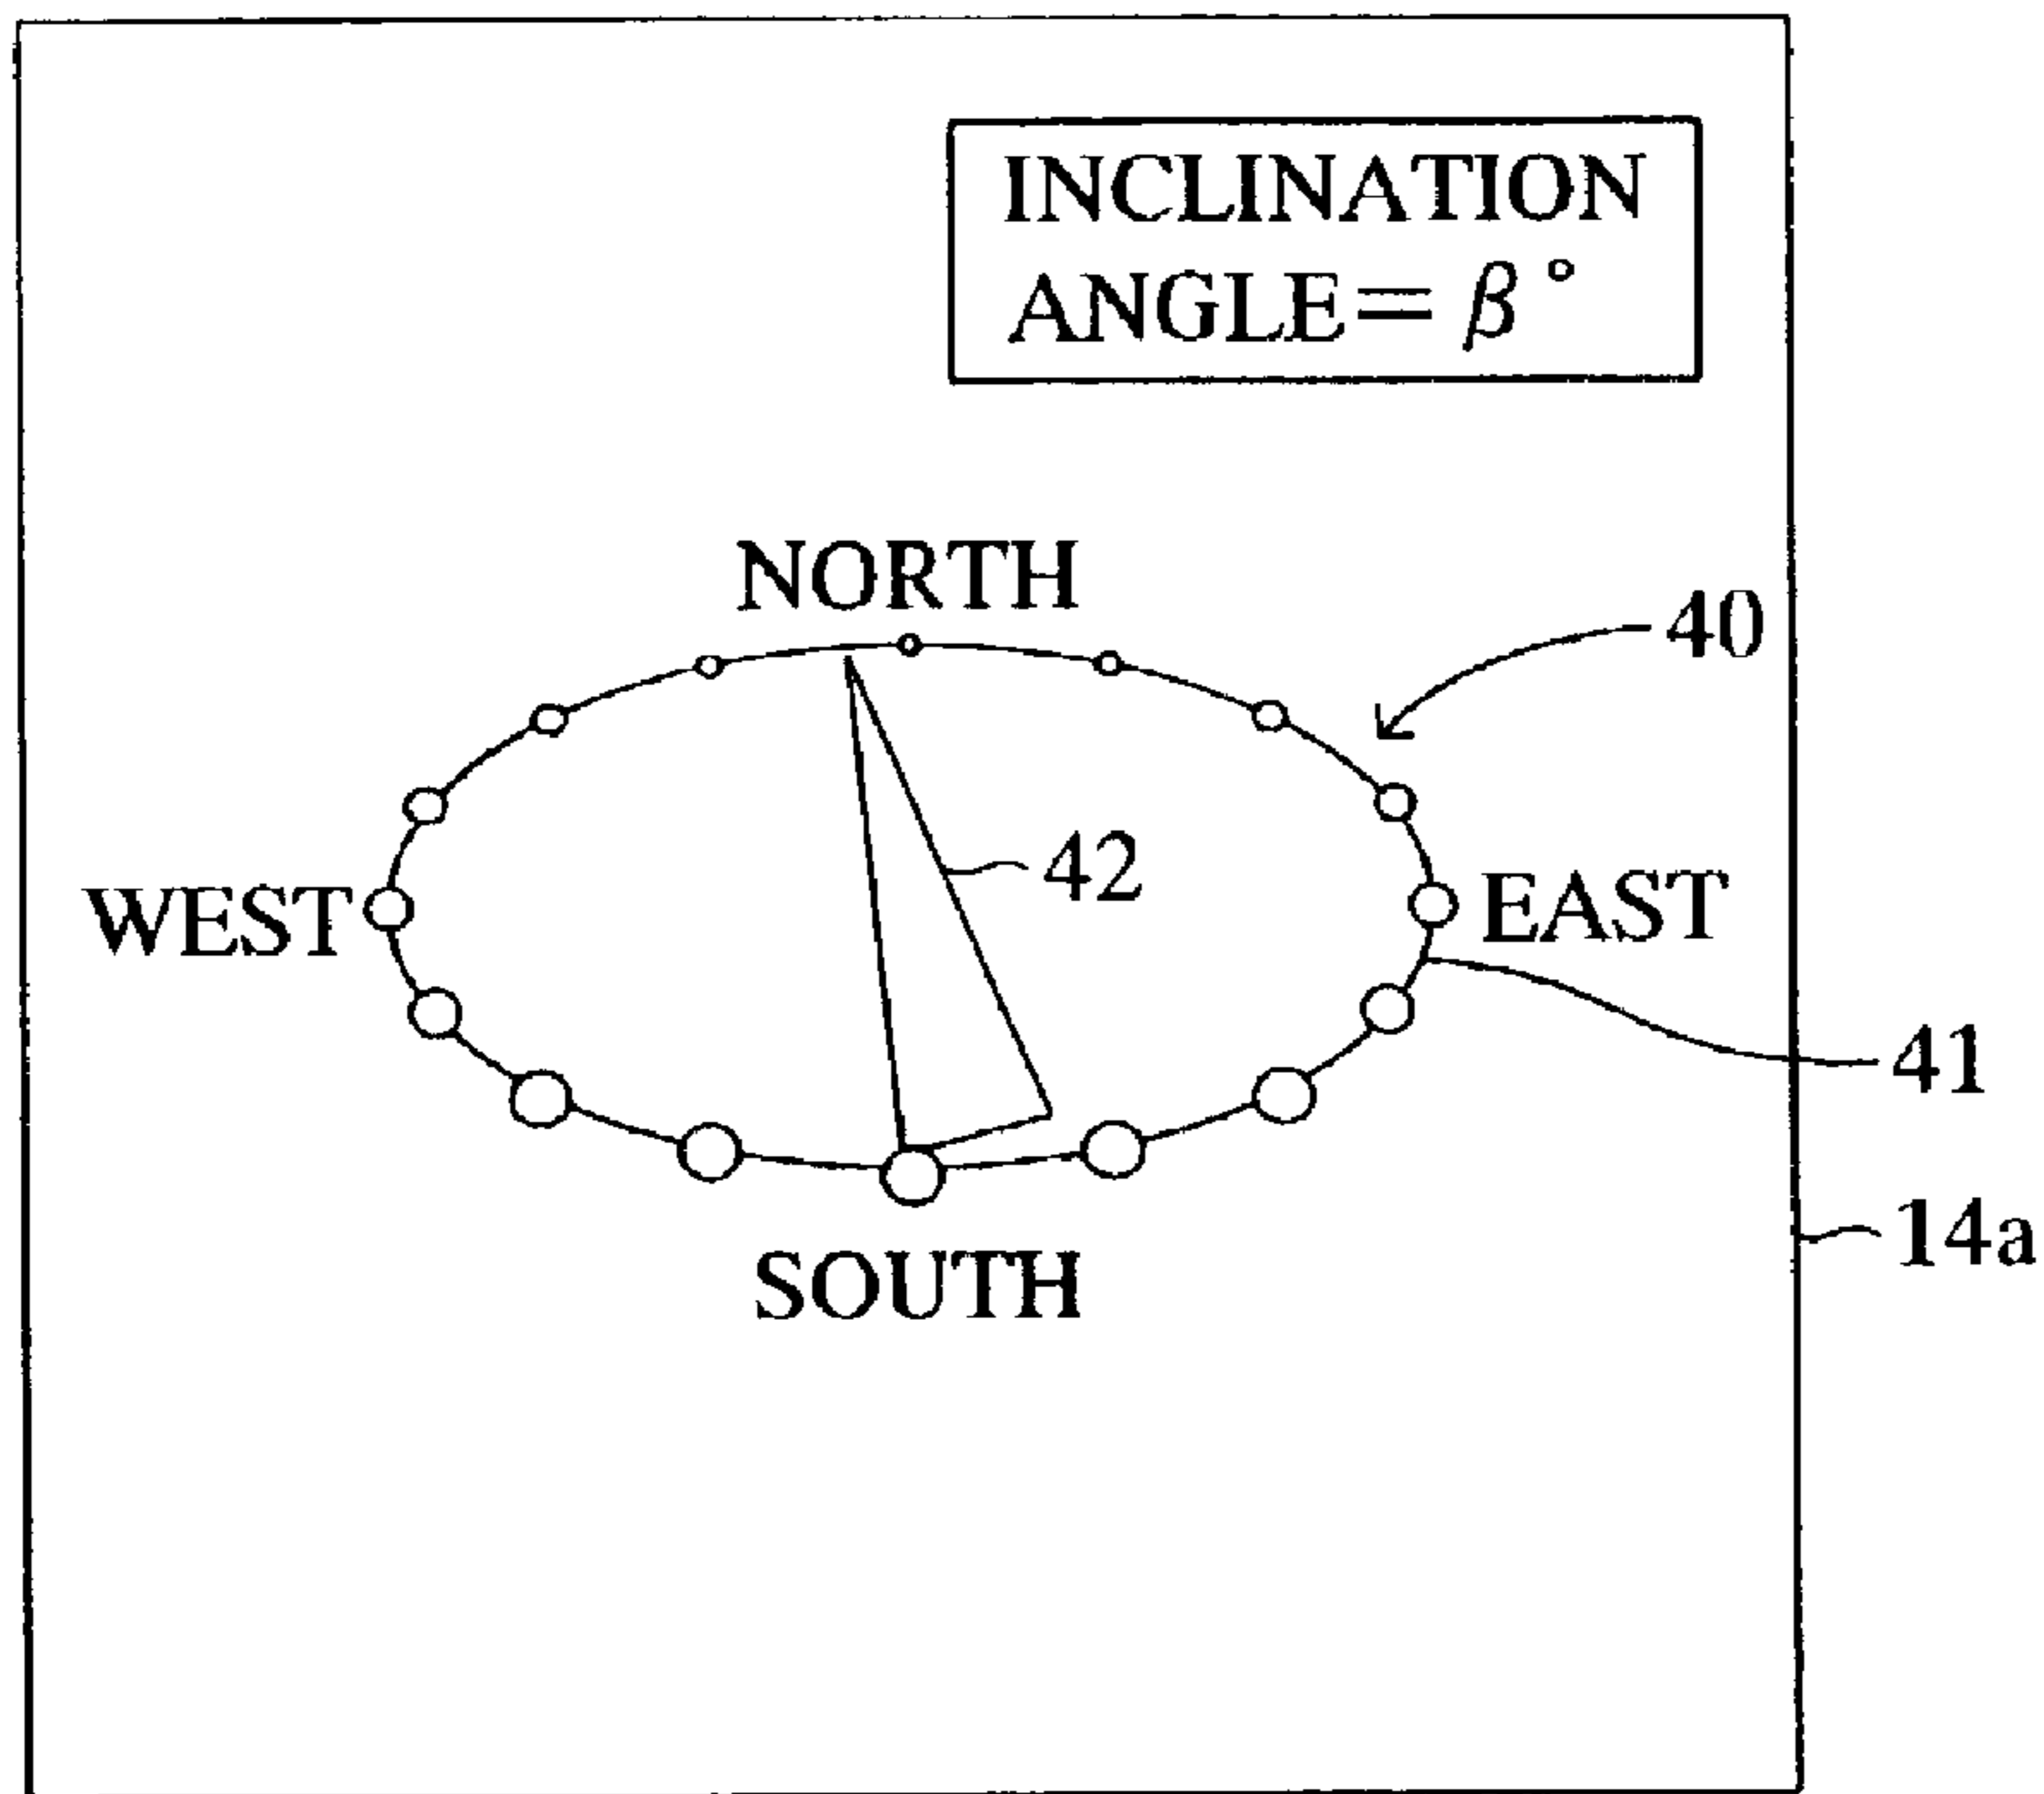 INCLINATION
ANGLE= β°
NORTH
40
42
WEST
EAST
41
14a
SOUTH